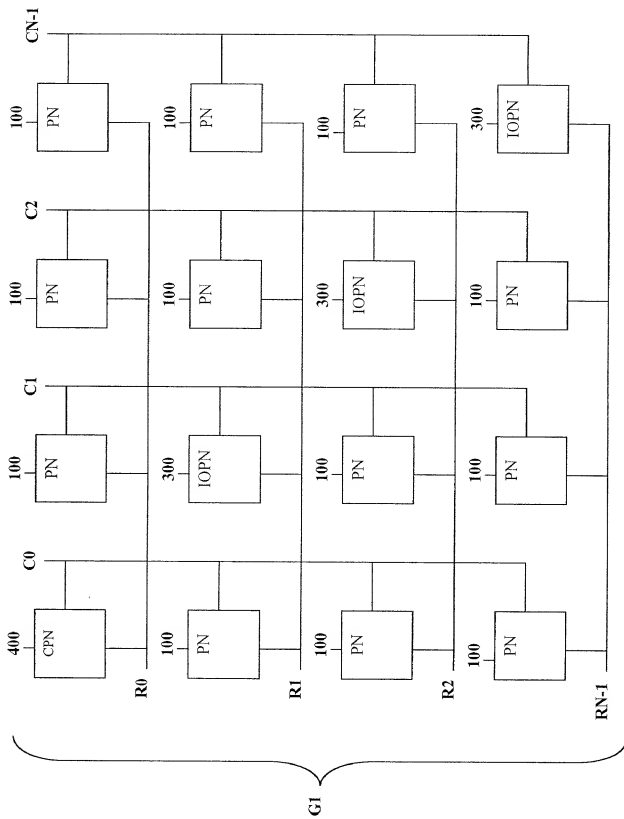 C0 C1 C2 CN-1
400 100 100 100
CPN PN PN PN
R0
100 300 100 100
PN IOPN PN PN
R1
100 100 300 100
PN PN IOPN PN
R2
100 100 100 300
PN PN PN IOPN
RN-1
G1